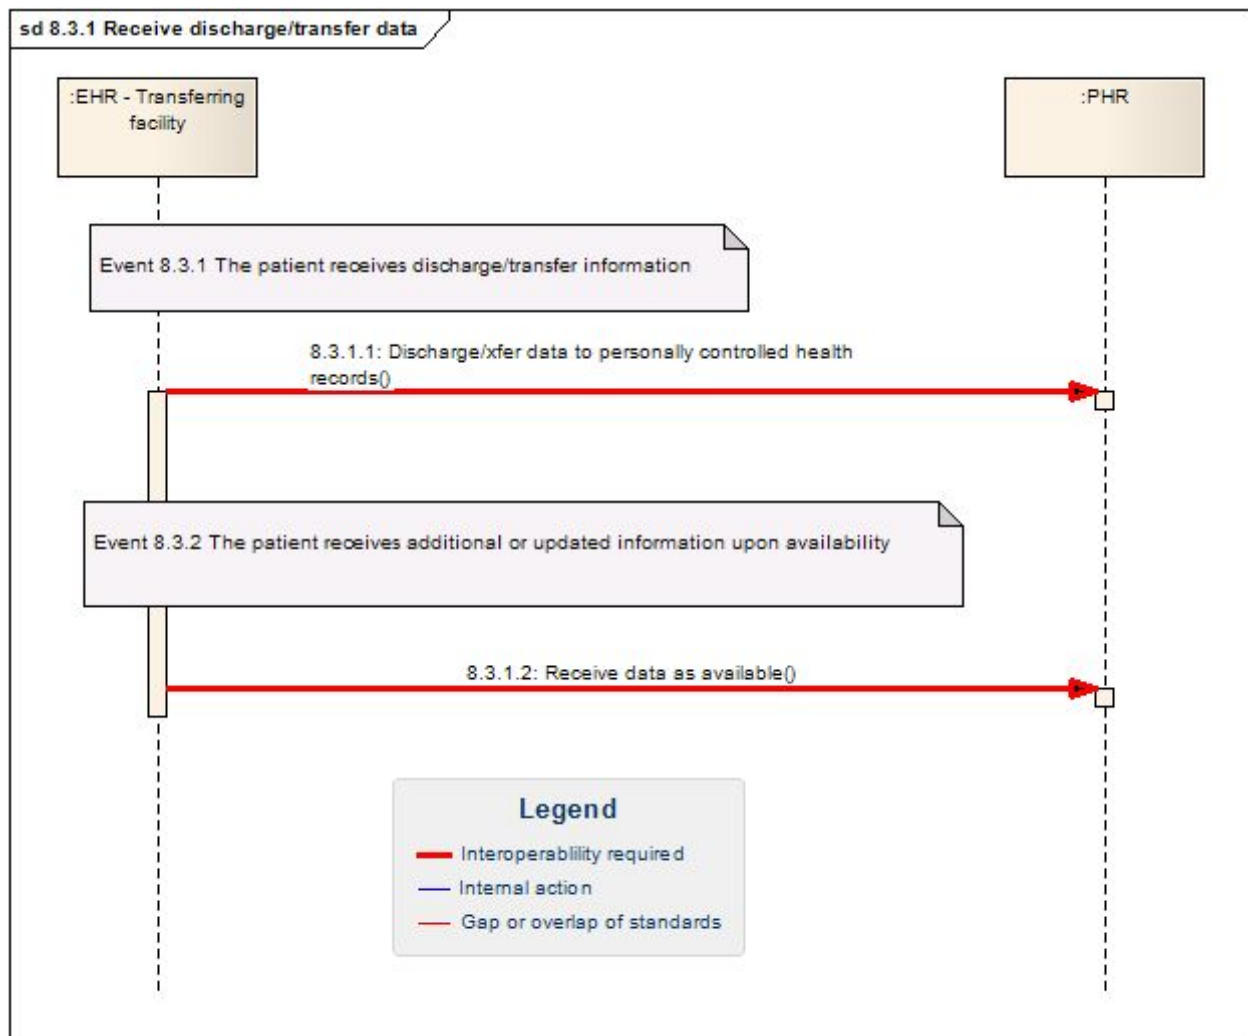 sd 8.3.1 Receive discharge/transfer data
:EHR - Transferring
facility
:PHR
Event 8.3.1 The patient receives discharge/transfer information
8.3.1.1: Discharge/xfer data to personally controlled health
records()
Event 8.3.2 The patient receives additional or updated information upon availability
8.3.1.2: Receive data as available()
Legend
Interoperablility required
Internal action
Gap or overlap of standards